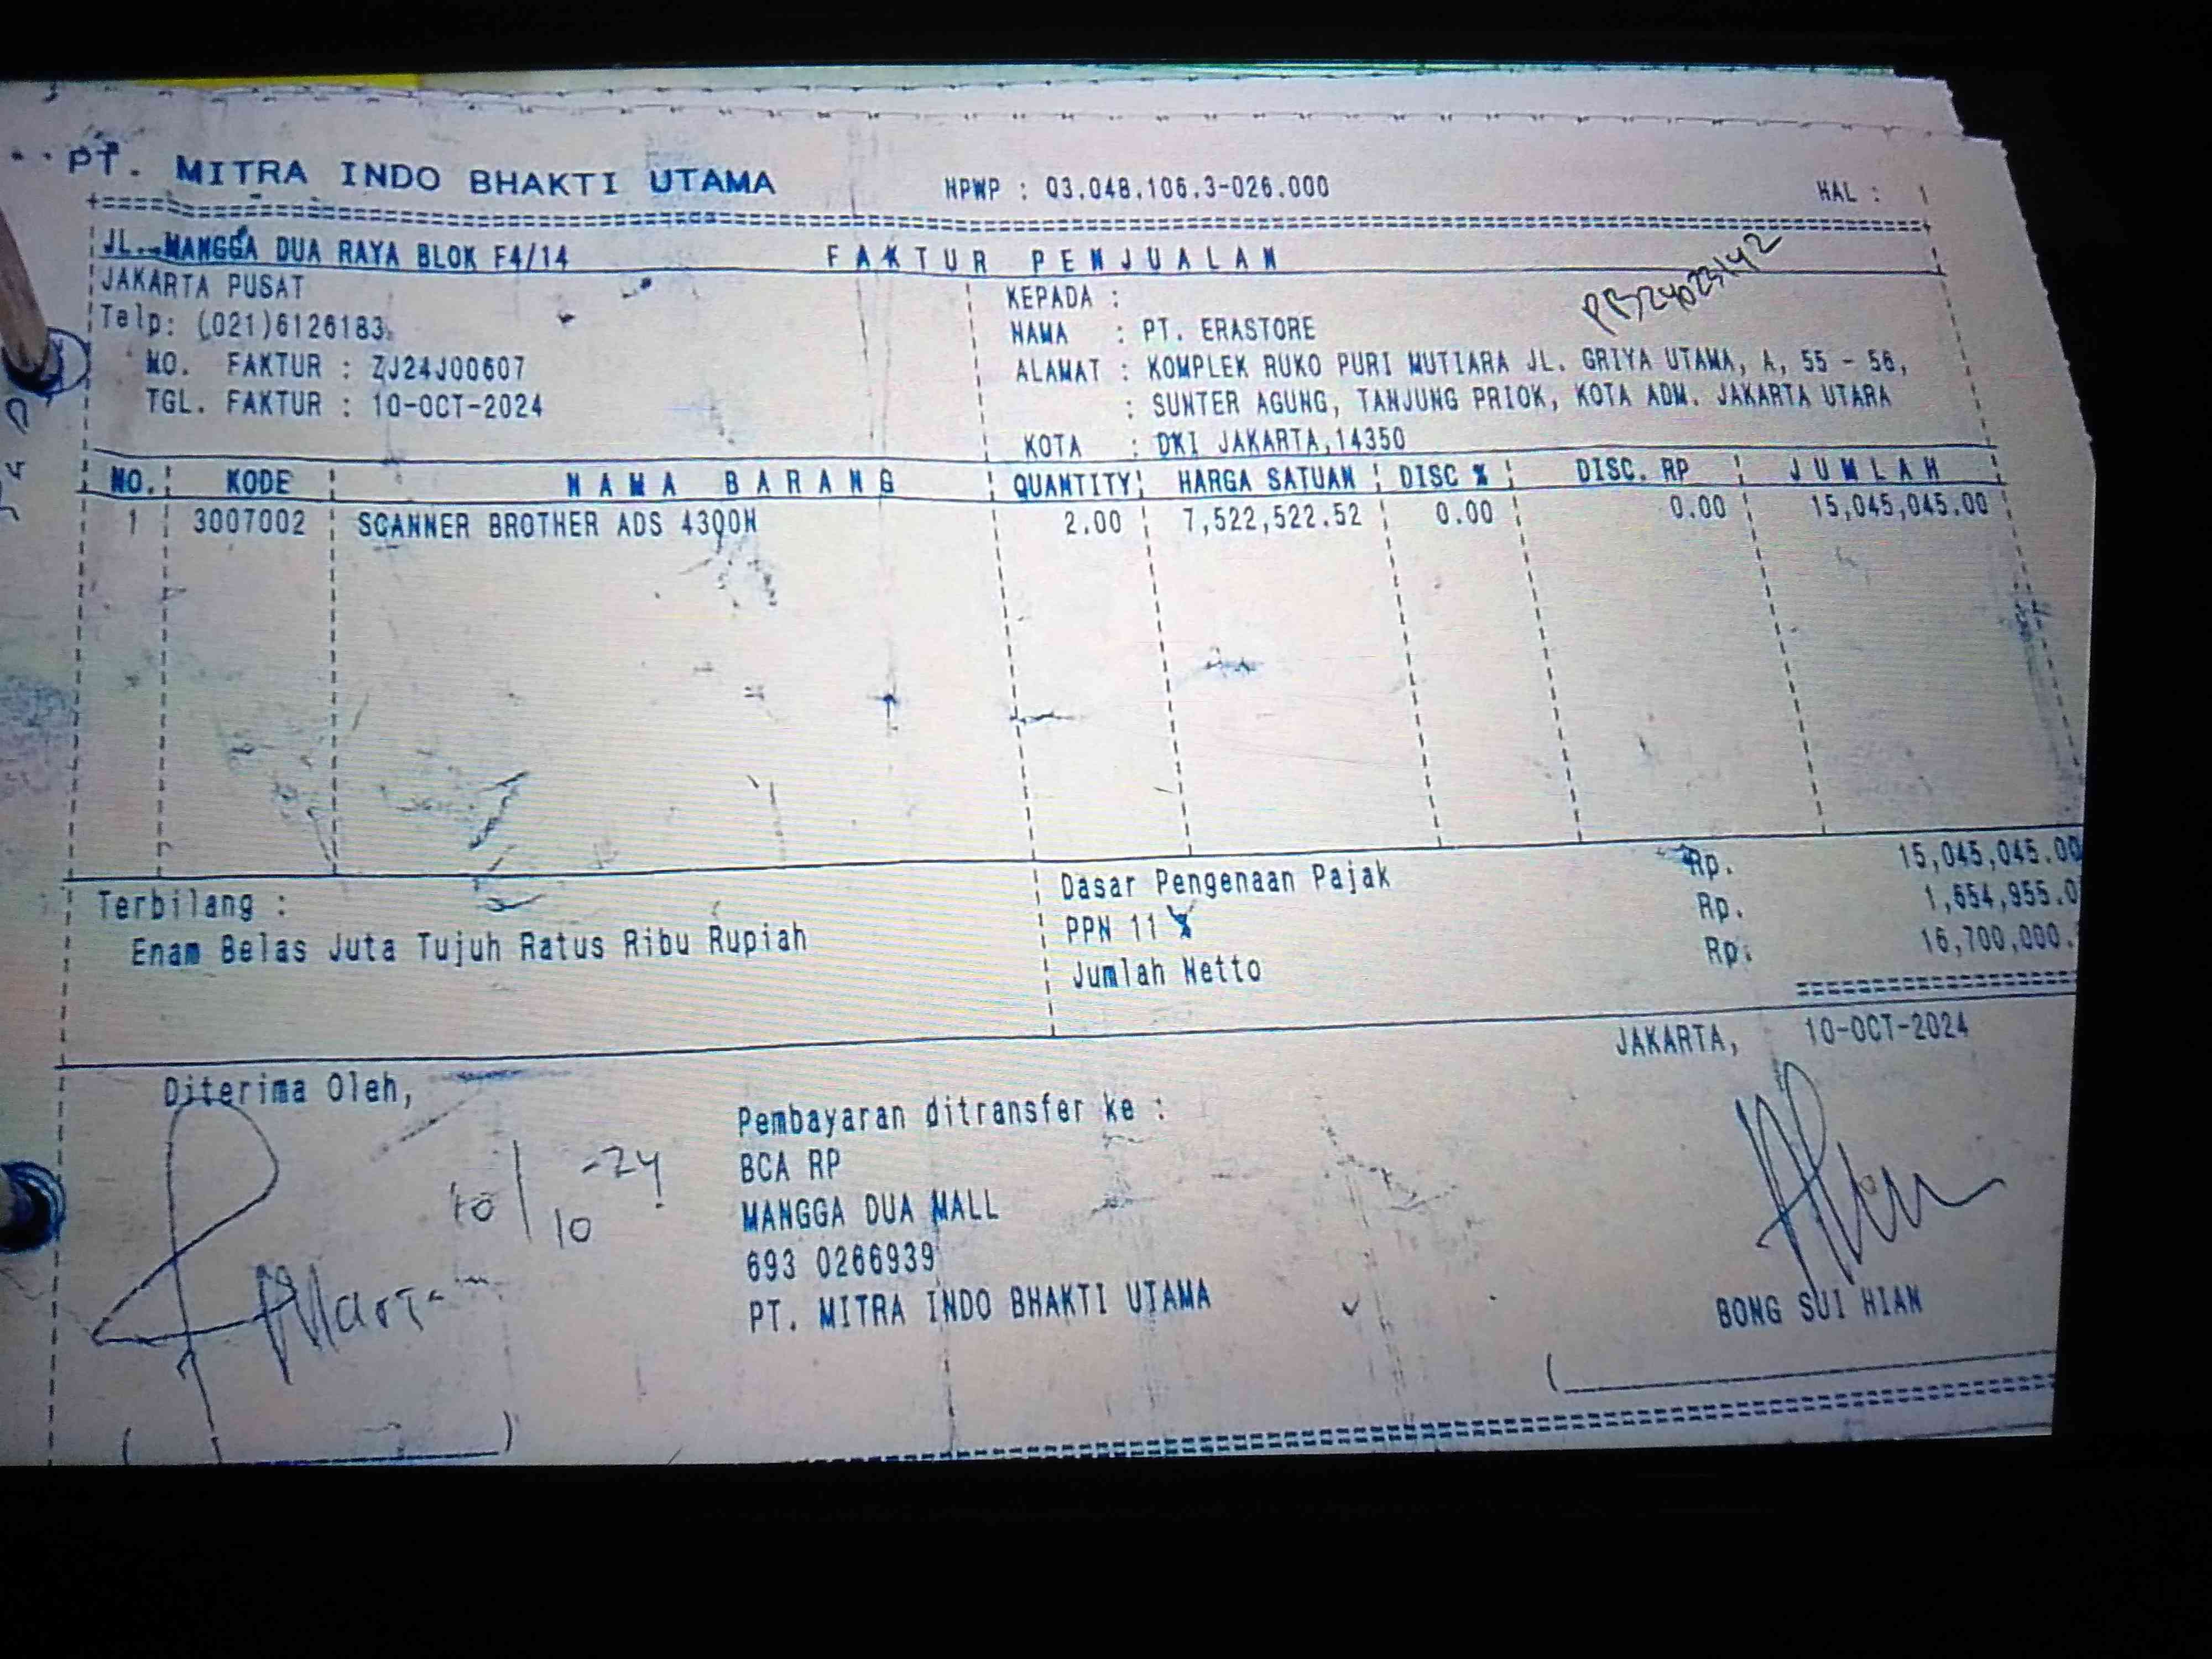 PT. MITRA INDO BHAKTI UTAMA
NPWP : 03.048.106.3-026.000
HAL : 1
JL. MANGGA DUA RAYA BLOK F4/14
FAKTUR PENJUALAN
JAKARTA PUSAT
Telp: (021)6126183
NO. FAKTUR : ZJ24J00607
TGL. FAKTUR : 10-OCT-2024
KEPADA :
NAMA : PT. ERASTORE
ALAMAT : KOMPLEK RUKO PURI MUTIARA JL. GRIYA UTAMA, A, 55 - 56,
: SUNTER AGUNG, TANJUNG PRIOK, KOTA ADM. JAKARTA UTARA
KOTA : DKI JAKARTA,14350
NO. KODE NAMA BARANG QUANTITY HARGA SATUAN DISC % DISC. RP JUMLAH
1 3007002 SCANNER BROTHER ADS 4300N 2.00 7,522,522.52 0.00 0.00 15,045,045.00
Terbilang :
Enam Belas Juta Tujuh Ratus Ribu Rupiah
Dasar Pengenaan Pajak Rp. 15,045,045.00
PPN 11 % Rp. 1,654,955.0
Jumlah Netto Rp. 16,700,000.
JAKARTA, 10-OCT-2024
Diterima Oleh,
10/10-24
Pembayaran ditransfer ke :
BCA RP
MANGGA DUA MALL
693 0266939
PT. MITRA INDO BHAKTI UTAMA
BONG SUI HIAN